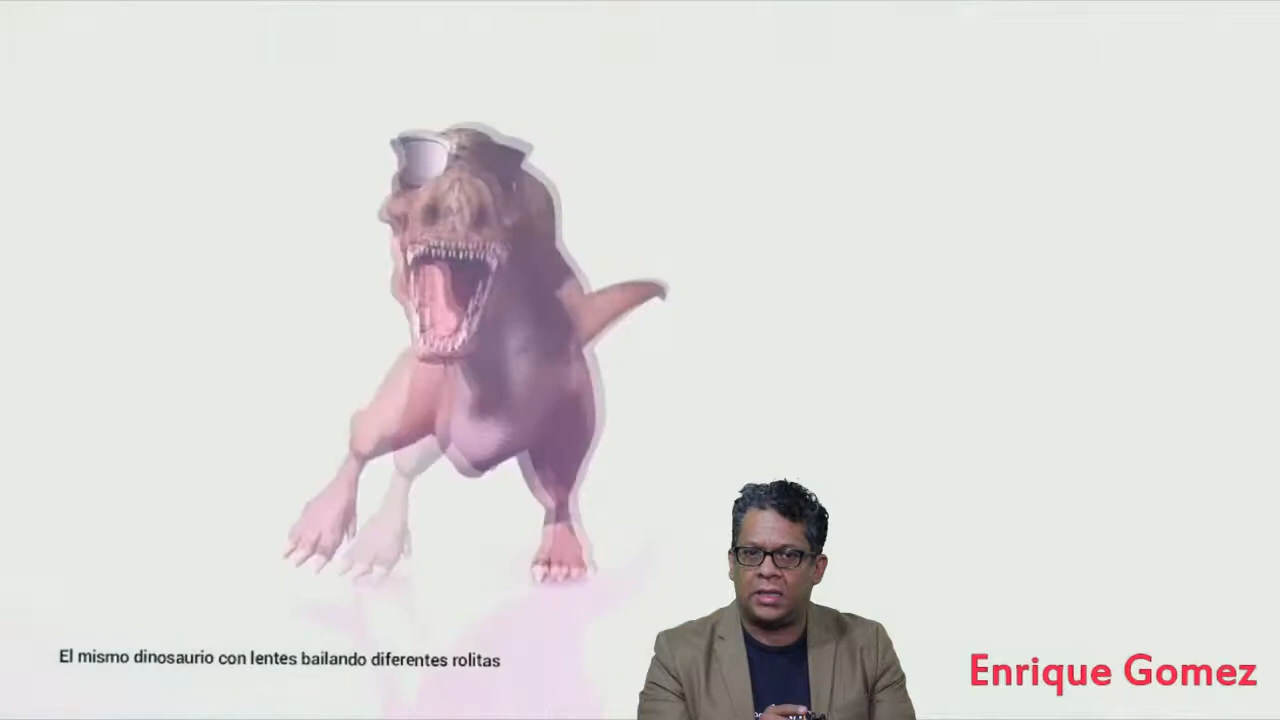 El mismo dinosaurio con lentes bailando diferentes rolitas
Enrique Gomez